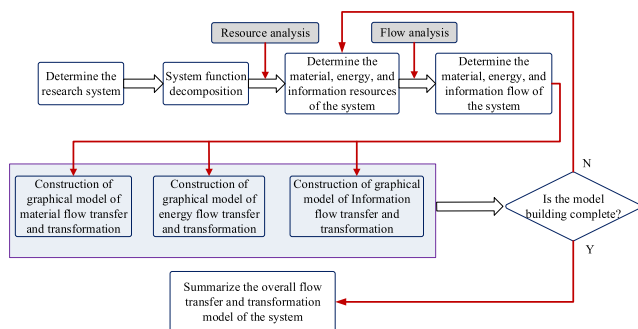 Resource analysis
Flow analysis
Determine the
research system
System function
decomposition
Determine the
material, energy, and
information resources
of the system
Determine the
material, energy, and
information flow of
the system
Construction of
graphical model of
material flow transfer
and transformation
Construction of
graphical model of
energy flow transfer
and transformation
Construction of graphical
model of Information
flow transfer and
transformation
N
Is the model
building complete?
Y
Summarize the overall flow
transfer and transformation
model of the system